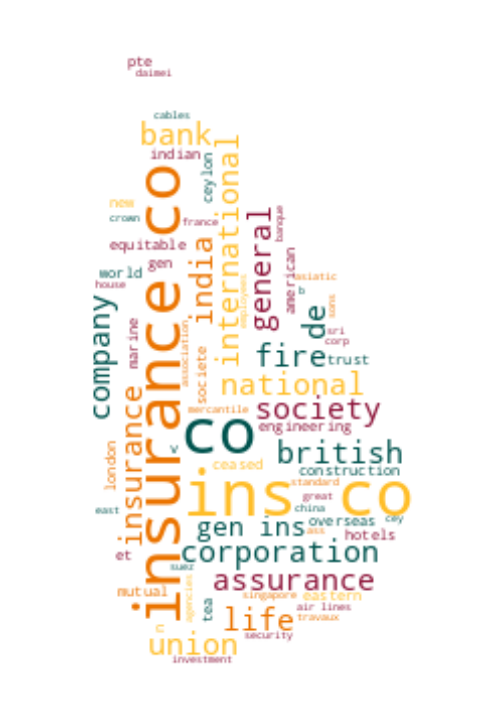 pte
daimei
cables
bank
indian
ceylon
international
insurance co
new
crown
france
general
banque
equitable
gen
india
american
world
house
asiatic
employees
b
sons
company
marine
association
de
sri
corp
fire
trust
societe
national
insurance
mercantile
society
co
engineering
london
v
british
ceased
construction
ins co
standard
great
east
china
gen ins
overseas
cey
ass
hotels
et
corporation
suez
assurance
mutual
agencies
tea
singapore
eastern
life
air lines
travaux
c
security
union
investment